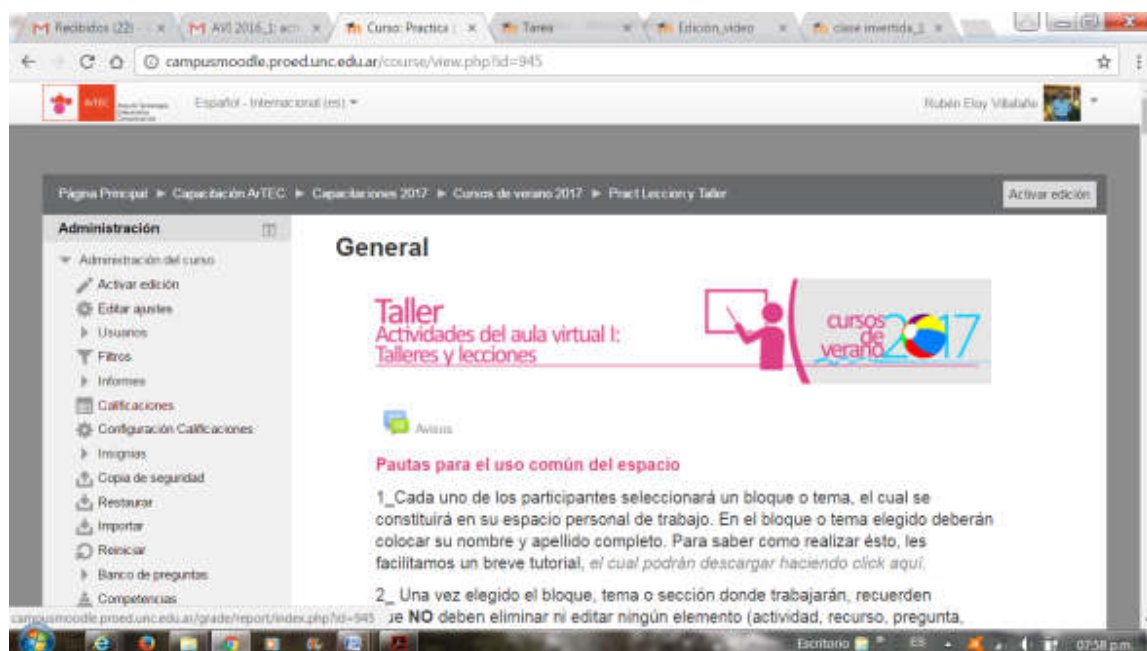 Recibidos (22)
AVI 2016_1: acti
Curso: Practica
Tarea
Edición_video
clase invertida_1
campusmoodle.proed.unc.edu.ar/course/view.php?id=945
ArTEC
Español - Internacional (es)
Rubén Eloy Villafañe
Página Principal ► Capacitación ArTEC ► Capacitaciones 2017 ► Cursos de verano 2017 ► Pract Leccion y Taller
Activar edición
Administración
Administración del curso
Activar edición
Editar ajustes
Usuarios
Filtros
Informes
Calificaciones
Configuración Calificaciones
Insignias
Copia de seguridad
Restaurar
Importar
Reiniciar
Banco de preguntas
Competencias
General
Taller
Actividades del aula virtual I:
Talleres y lecciones
cursos
de
verano
2017
Avisos
Pautas para el uso común del espacio
1_Cada uno de los participantes seleccionará un bloque o tema, el cual se
constituirá en su espacio personal de trabajo. En el bloque o tema elegido deberán
colocar su nombre y apellido completo. Para saber como realizar ésto, les
facilitamos un breve tutorial, el cual podrán descargar haciendo click aquí.
2_ Una vez elegido el bloque, tema o sección donde trabajarán, recuerden
ue NO deben eliminar ni editar ningún elemento (actividad, recurso, pregunta,
campusmoodle.proed.unc.edu.ar/grade/report/index.php?id=945
Escritorio
ES
07:58 p.m.